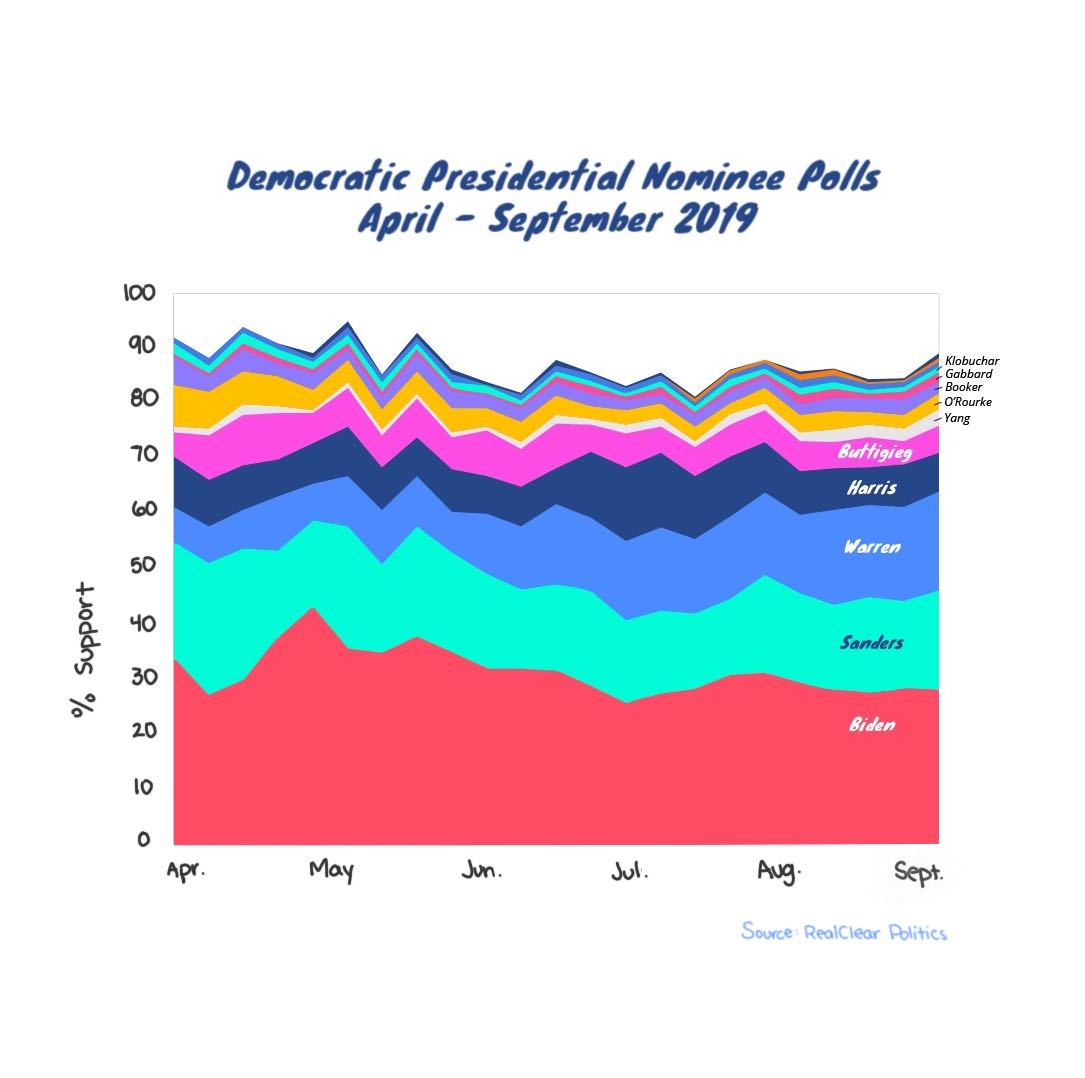 Democratic Presidential Nominee Polls
April - September 2019
100
90
80
70
60
50
40
30
20
10
0
% Support
Klobuchar
Gabbard
Booker
O'Rourke
Yang
Buttigieg
Harris
Warren
Sanders
Biden
Apr.
May
Jun.
Jul.
Aug.
Sept.
Source: RealClear Politics